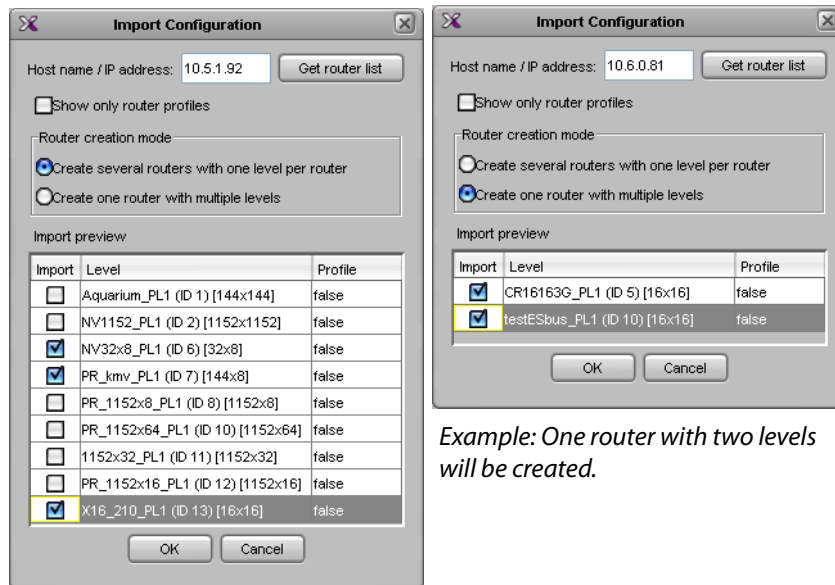 Import Configuration
Host name / IP address: 10.5.1.92 Get router list
Show only router profiles
Router creation mode
Create several routers with one level per router
Create one router with multiple levels
Import preview
Import Level Profile
Aquarium_PL1 (ID 1) [144x144] false
NV1152_PL1 (ID 2) [1152x1152] false
NV32x8_PL1 (ID 6) [32x8] false
PR_kmv_PL1 (ID 7) [144x8] false
PR_1152x8_PL1 (ID 8) [1152x8] false
PR_1152x64_PL1 (ID 10) [1152x64] false
1152x32_PL1 (ID 11) [1152x32] false
PR_1152x16_PL1 (ID 12) [1152x16] false
X16_210_PL1 (ID 13) [16x16] false
OK Cancel
Import Configuration
Host name / IP address: 10.6.0.81 Get router list
Show only router profiles
Router creation mode
Create several routers with one level per router
Create one router with multiple levels
Import preview
Import Level Profile
CR16163G_PL1 (ID 5) [16x16] false
testESbus_PL1 (ID 10) [16x16] false
OK Cancel
Example: One router with two levels
will be created.